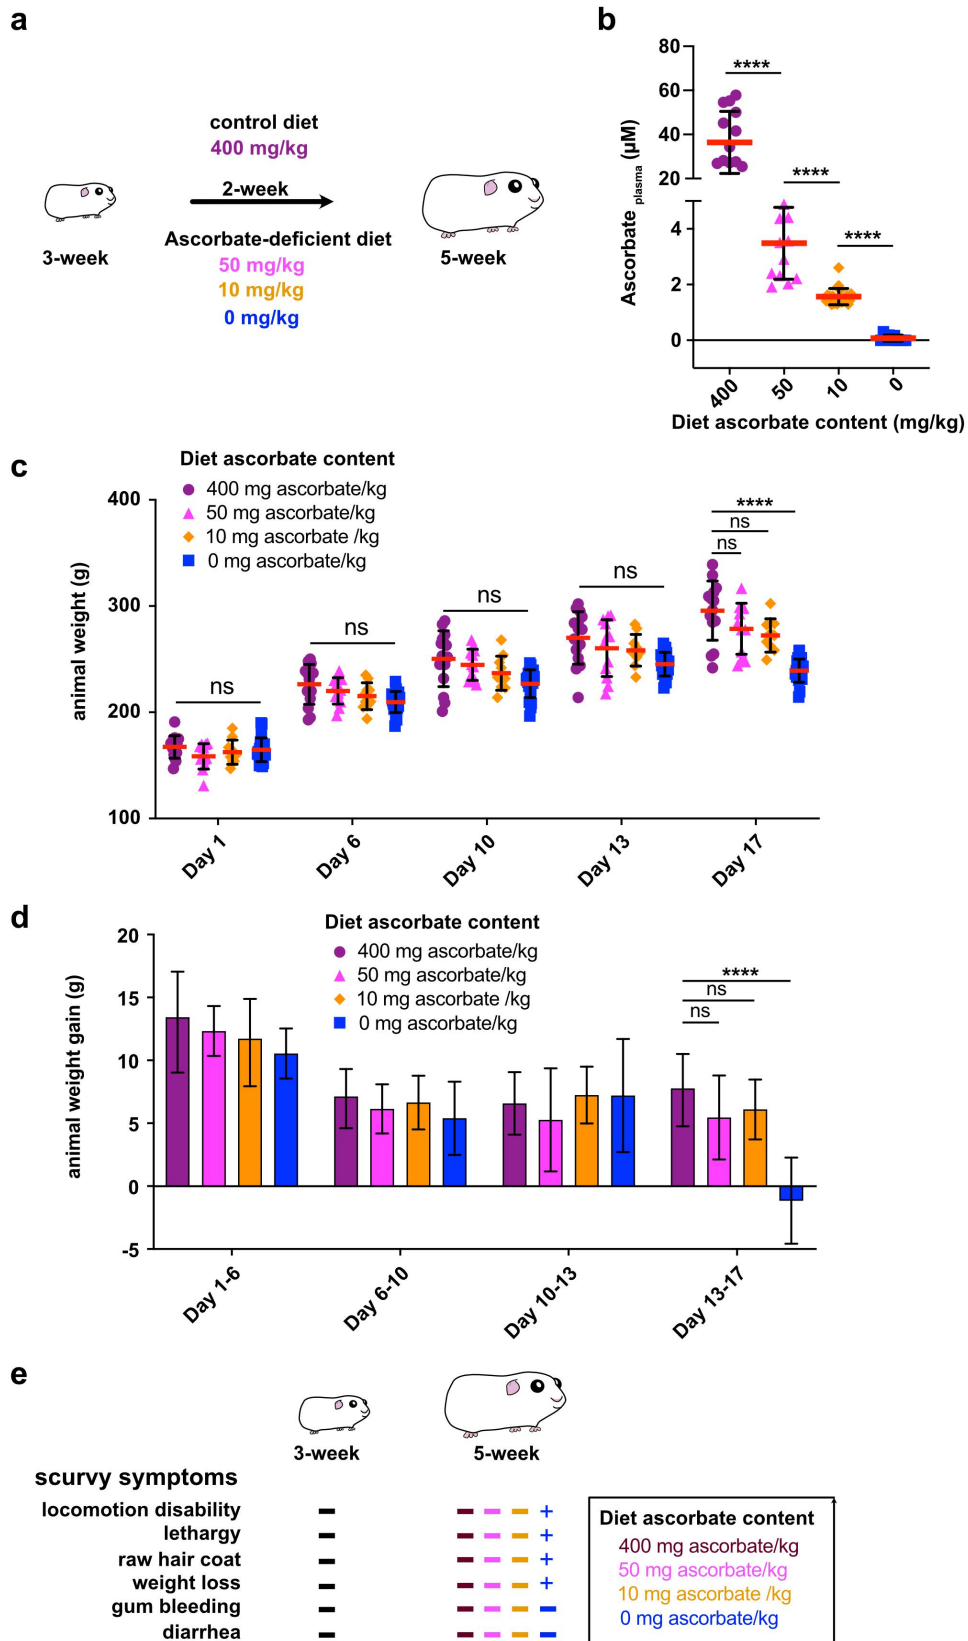 a
control diet
400 mg/kg
2-week
Ascorbate-deficient diet
50 mg/kg
10 mg/kg
0 mg/kg
3-week
5-week
b
80
60
40
20
4
2
0
Ascorbate plasma (µM)
****
****
****
400
50
10
0
Diet ascorbate content (mg/kg)
c
Diet ascorbate content
400 mg ascorbate/kg
50 mg ascorbate/kg
10 mg ascorbate /kg
0 mg ascorbate/kg
400
300
200
100
animal weight (g)
ns
ns
ns
ns
****
ns
ns
Day 1
Day 6
Day 10
Day 13
Day 17
d
Diet ascorbate content
400 mg ascorbate/kg
50 mg ascorbate/kg
10 mg ascorbate /kg
0 mg ascorbate/kg
20
15
10
5
0
-5
animal weight gain (g)
****
ns
ns
Day 1-6
Day 6-10
Day 10-13
Day 13-17
e
3-week
5-week
scurvy symptoms
locomotion disability - - - - +
lethargy - - - - +
raw hair coat - - - - +
weight loss - - - - +
gum bleeding - - - - -
diarrhea - - - - -
Diet ascorbate content
400 mg ascorbate/kg
50 mg ascorbate/kg
10 mg ascorbate /kg
0 mg ascorbate/kg